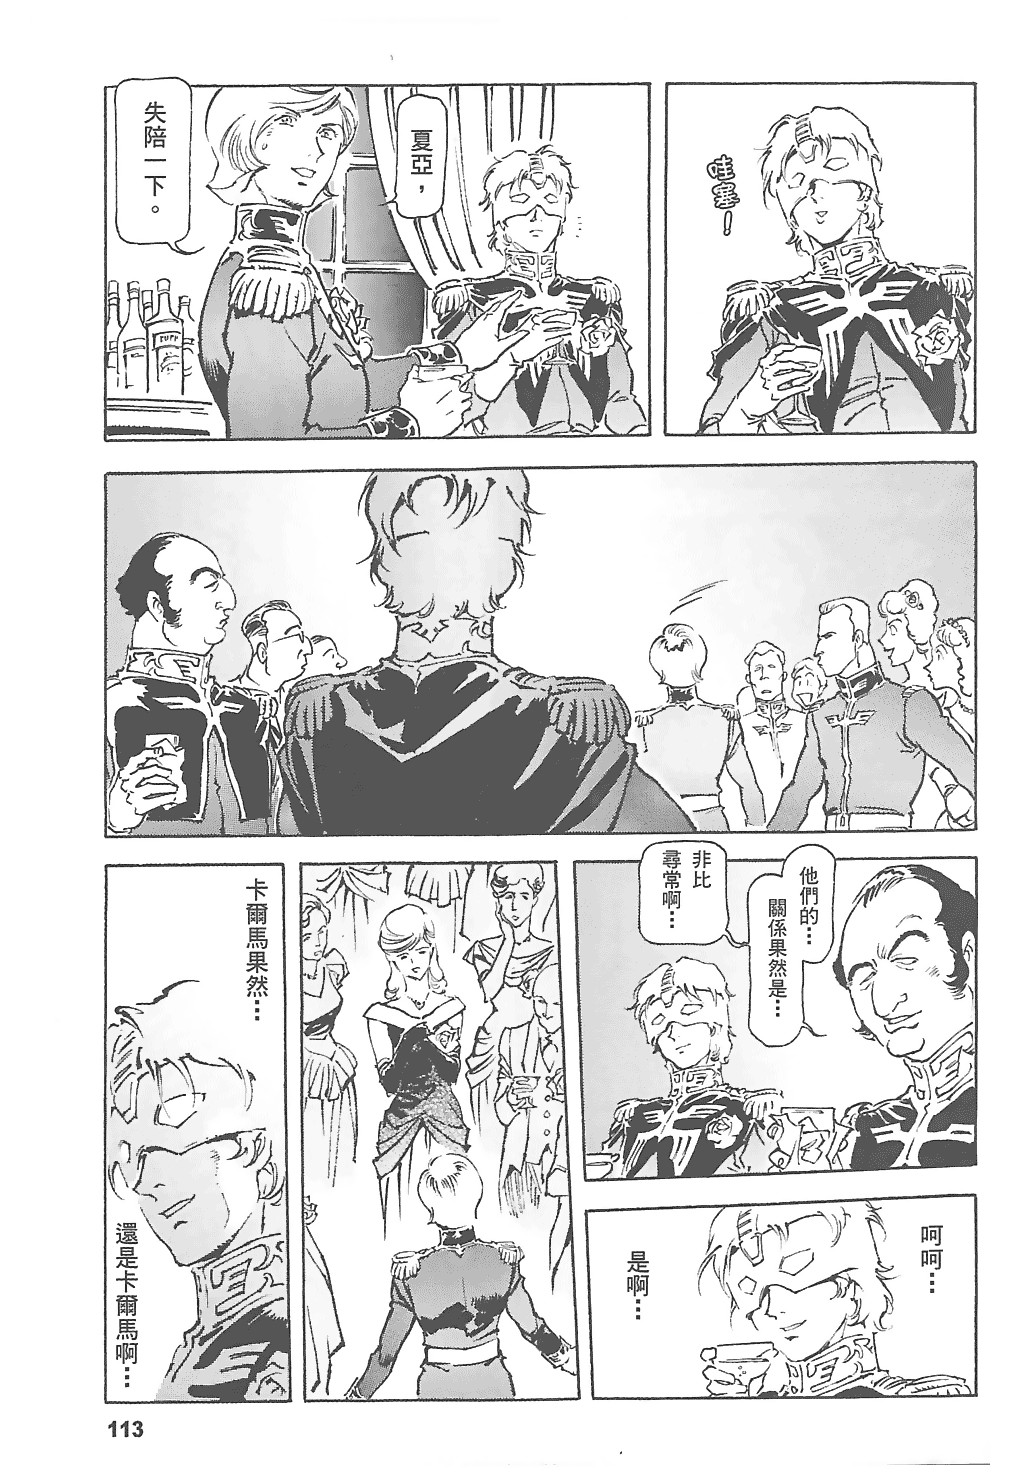 哇塞！
夏亞，
失陪一下。
PUPP
他們的…
關係果然是…
非比
尋常啊…
呵呵…
是啊…
卡爾馬果然…
還是卡爾馬啊…
113